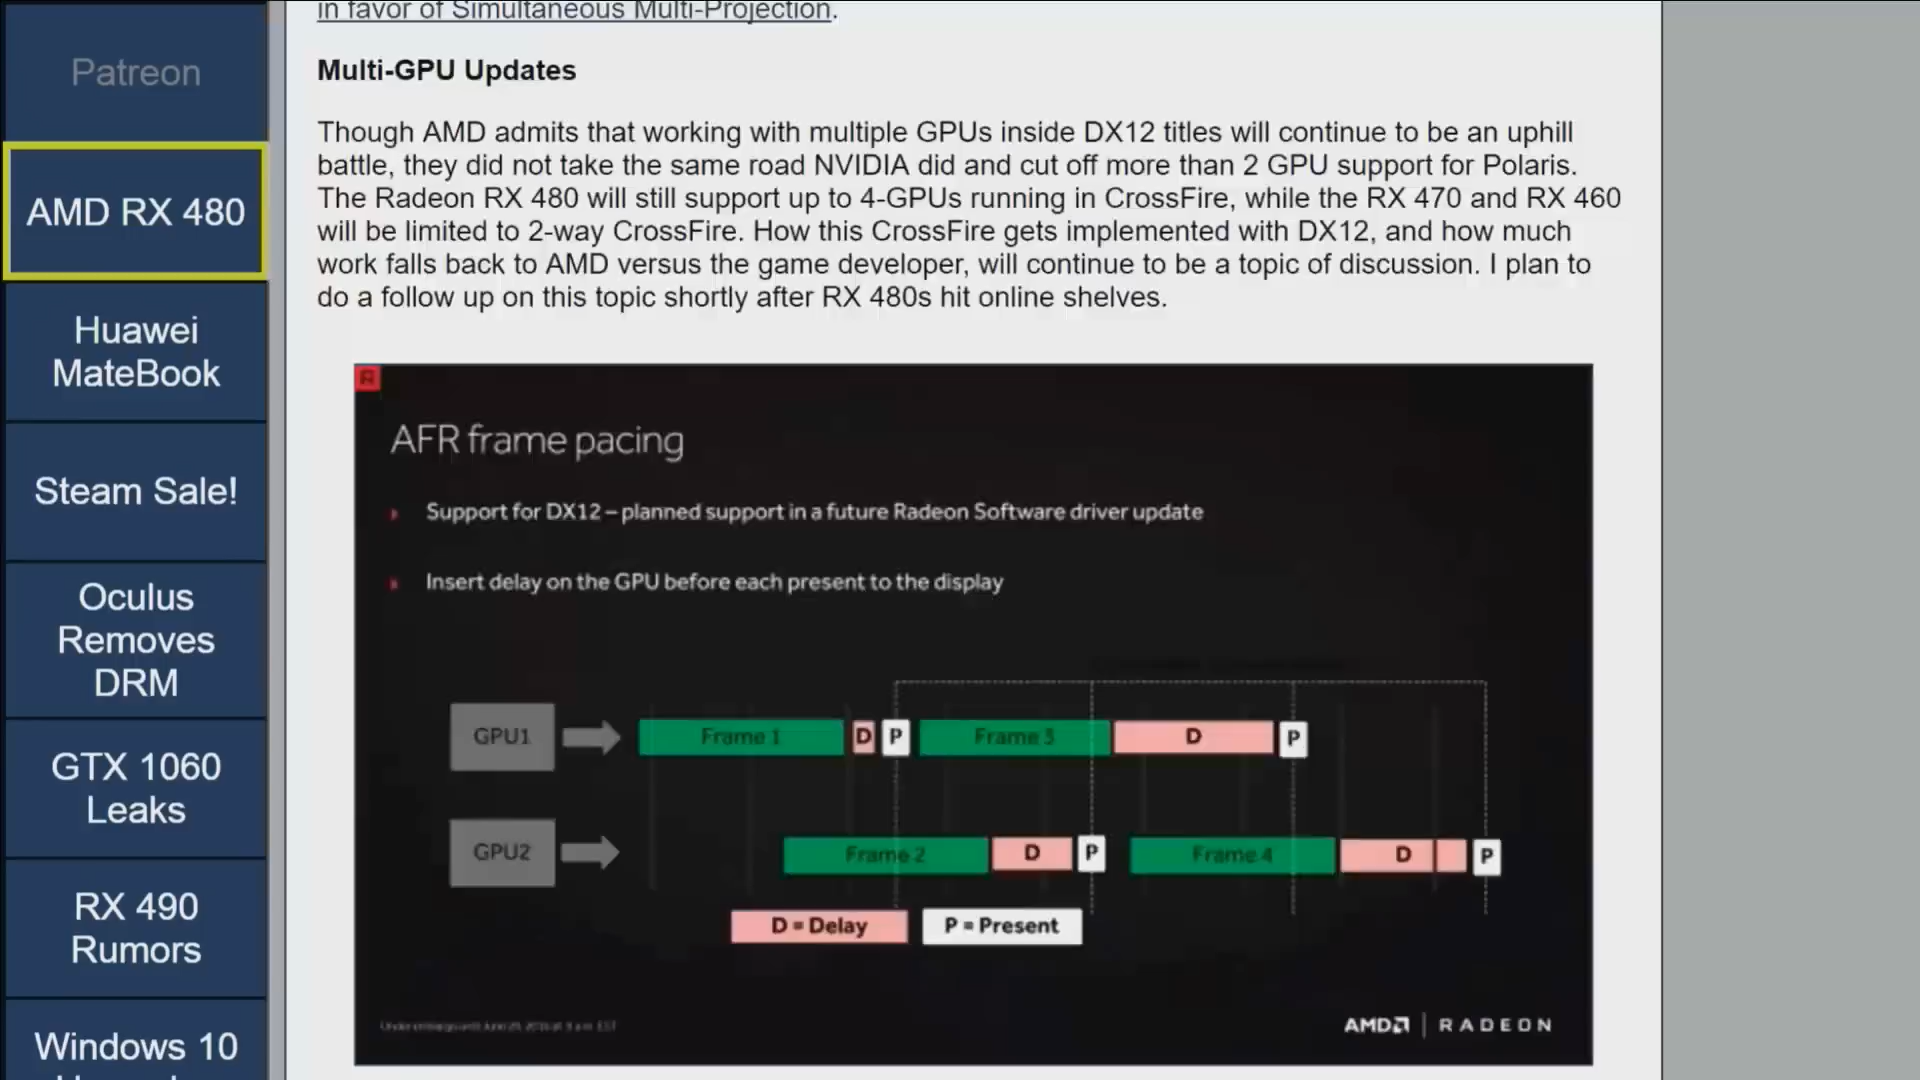 Patreon
AMD RX 480
Huawei
MateBook
Steam Sale!
Oculus
Removes
DRM
GTX 1060
Leaks
RX 490
Rumors
Windows 10
in favor of Simultaneous Multi-Projection.
Multi-GPU Updates
Though AMD admits that working with multiple GPUs inside DX12 titles will continue to be an uphill
battle, they did not take the same road NVIDIA did and cut off more than 2 GPU support for Polaris.
The Radeon RX 480 will still support up to 4-GPUs running in CrossFire, while the RX 470 and RX 460
will be limited to 2-way CrossFire. How this CrossFire gets implemented with DX12, and how much
work falls back to AMD versus the game developer, will continue to be a topic of discussion. I plan to
do a follow up on this topic shortly after RX 480s hit online shelves.
R
AFR frame pacing
Support for DX12 – planned support in a future Radeon Software driver update
Insert delay on the GPU before each present to the display
GPU1 Frame 1 D P Frame 3 D P
GPU2 Frame 2 D P Frame 4 D P
D = Delay P = Present
AMD RADEON